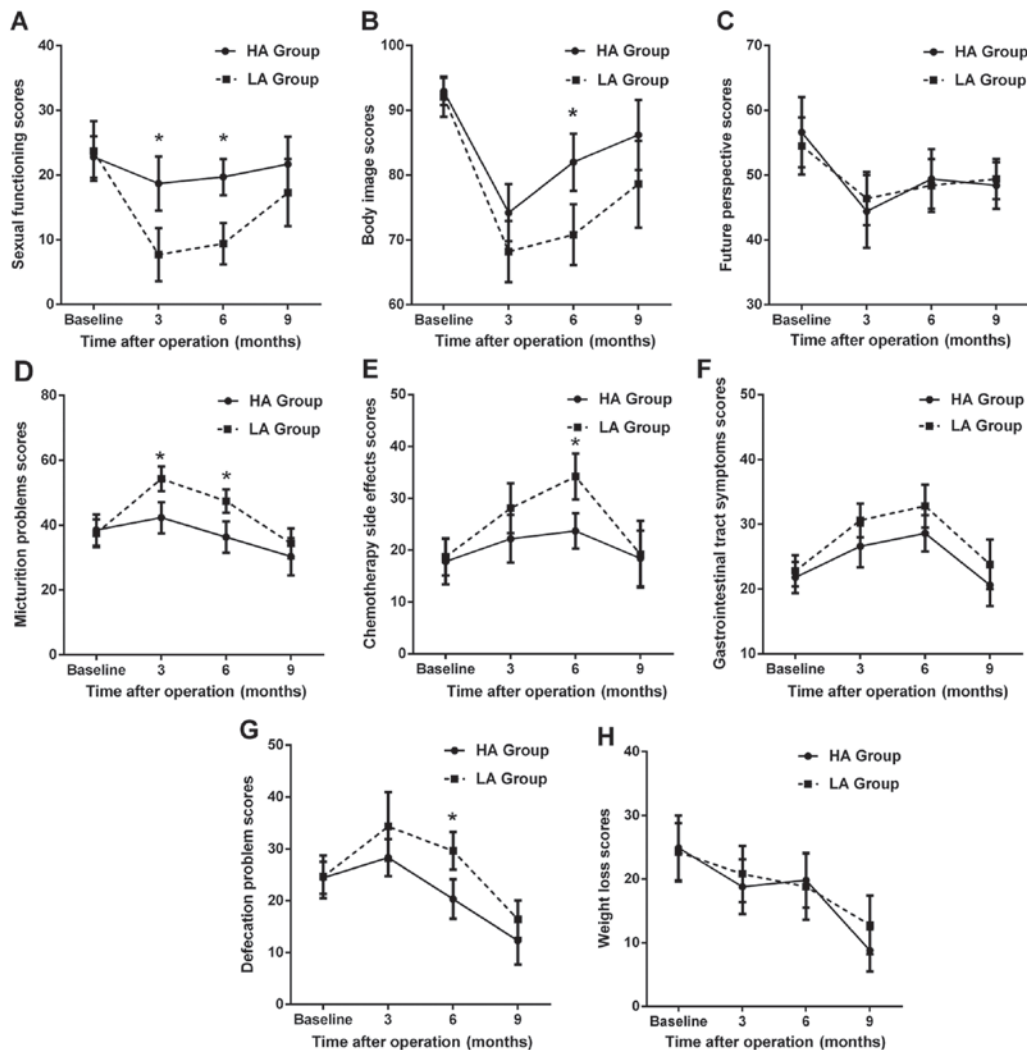 A
Sexual functioning scores
40
30
20
10
0
HA Group
LA Group
*
*
Baseline
3
6
9
Time after operation (months)
B
Body image scores
100
90
80
70
60
HA Group
LA Group
*
Baseline
3
6
9
Time after operation (months)
C
Future perspective scores
70
60
50
40
30
HA Group
LA Group
Baseline
3
6
9
Time after operation (months)
D
Micturition problems scores
80
60
40
20
0
HA Group
LA Group
*
*
Baseline
3
6
9
Time after operation (months)
E
Chemotherapy side effects scores
50
40
30
20
10
0
HA Group
LA Group
*
Baseline
3
6
9
Time after operation (months)
F
Gastrointestinal tract symptoms scores
50
40
30
20
10
HA Group
LA Group
Baseline
3
6
9
Time after operation (months)
G
Defecation problem scores
50
40
30
20
10
0
HA Group
LA Group
*
Baseline
3
6
9
Time after operation (months)
H
Weight loss scores
40
30
20
10
0
HA Group
LA Group
Baseline
3
6
9
Time after operation (months)